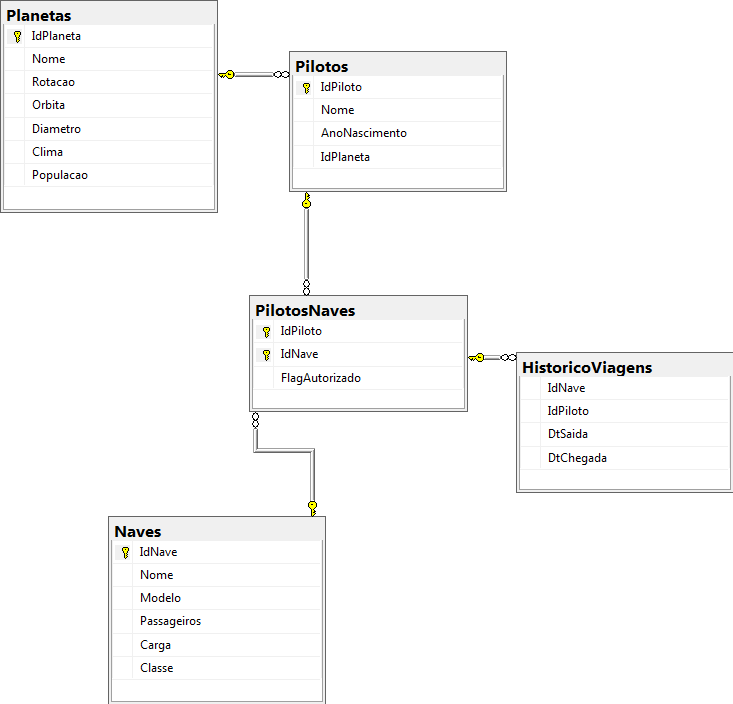 Planetas
IdPlaneta
Nome
Rotacao
Orbita
Diametro
Clima
Populacao
Pilotos
IdPiloto
Nome
AnoNascimento
IdPlaneta
PilotosNaves
IdPiloto
IdNave
FlagAutorizado
HistoricoViagens
IdNave
IdPiloto
DtSaida
DtChegada
Naves
IdNave
Nome
Modelo
Passageiros
Carga
Classe